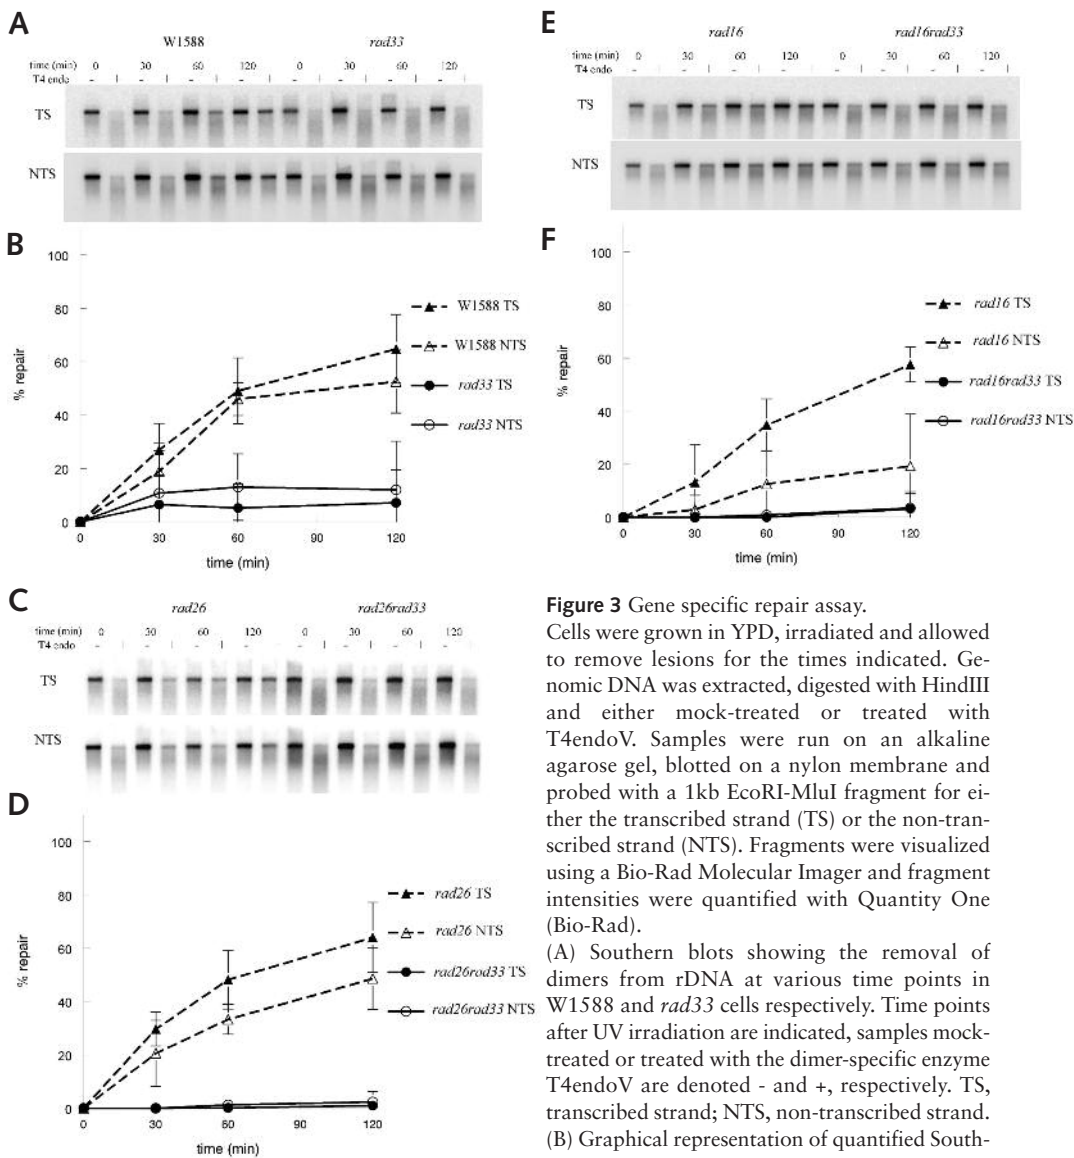 A
W1588 rad33
time (min) 0 30 60 120 0 30 60 120
T4 endo - + - + - + - + - + - + - + - +
TS
NTS
B
100
80
60
40
20
0
% repair
0 30 60 90 120
time (min)
W1588 TS
W1588 NTS
rad33 TS
rad33 NTS
C
rad26 rad26rad33
time (min) 0 30 60 120 0 30 60 120
T4 endo - + - + - + - + - + - + - + - +
TS
NTS
D
100
80
60
40
20
0
% repair
0 30 60 90 120
time (min)
rad26 TS
rad26 NTS
rad26rad33 TS
rad26rad33 NTS
E
rad16 rad16rad33
time (min) 0 30 60 120 0 30 60 120
T4 endo - + - + - + - + - + - + - + - +
TS
NTS
F
100
80
60
40
20
0
% repair
0 30 60 90 120
time (min)
rad16 TS
rad16 NTS
rad16rad33 TS
rad16rad33 NTS
Figure 3 Gene specific repair assay.
Cells were grown in YPD, irradiated and allowed
to remove lesions for the times indicated. Ge-
nomic DNA was extracted, digested with HindIII
and either mock-treated or treated with
T4endoV. Samples were run on an alkaline
agarose gel, blotted on a nylon membrane and
probed with a 1kb EcoRI-MluI fragment for ei-
ther the transcribed strand (TS) or the non-tran-
scribed strand (NTS). Fragments were visualized
using a Bio-Rad Molecular Imager and fragment
intensities were quantified with Quantity One
(Bio-Rad).
(A) Southern blots showing the removal of
dimers from rDNA at various time points in
W1588 and rad33 cells respectively. Time points
after UV irradiation are indicated, samples mock-
treated or treated with the dimer-specific enzyme
T4endoV are denoted - and +, respectively. TS,
transcribed strand; NTS, non-transcribed strand.
(B) Graphical representation of quantified South-